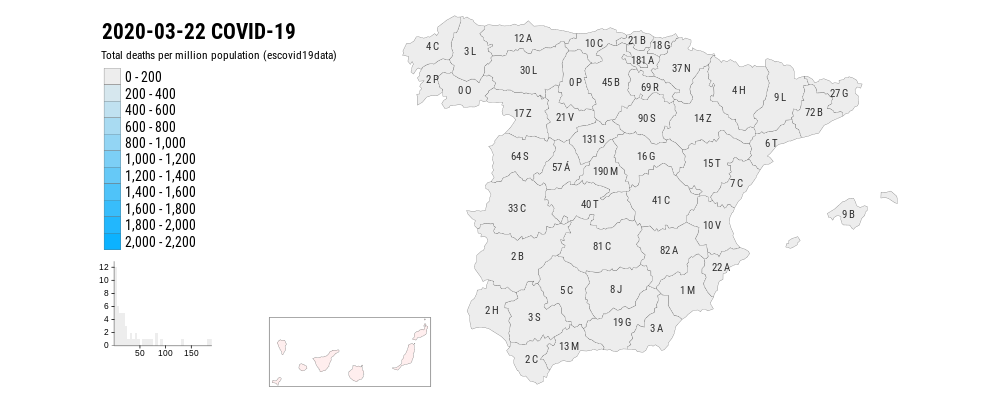 2020-03-22 COVID-19
Total deaths per million population (escovid19data)
0 - 200
200 - 400
400 - 600
600 - 800
800 - 1,000
1,000 - 1,200
1,200 - 1,400
1,400 - 1,600
1,600 - 1,800
1,800 - 2,000
2,000 - 2,200
12
10
8
6
4
2
0
50
100
150
4 C
3 L
12 A
10 C
21 B
18 G
181 A
37 N
2 P
0 O
30 L
0 P
45 B
69 R
4 H
9 L
27 G
72 B
17 Z
21 V
90 S
14 Z
131 S
6 T
64 S
57 Á
190 M
16 G
15 T
7 C
33 C
40 T
41 C
10 V
9 B
2 B
81 C
82 A
22 A
5 C
8 J
1 M
2 H
3 S
19 G
3 A
13 M
2 C